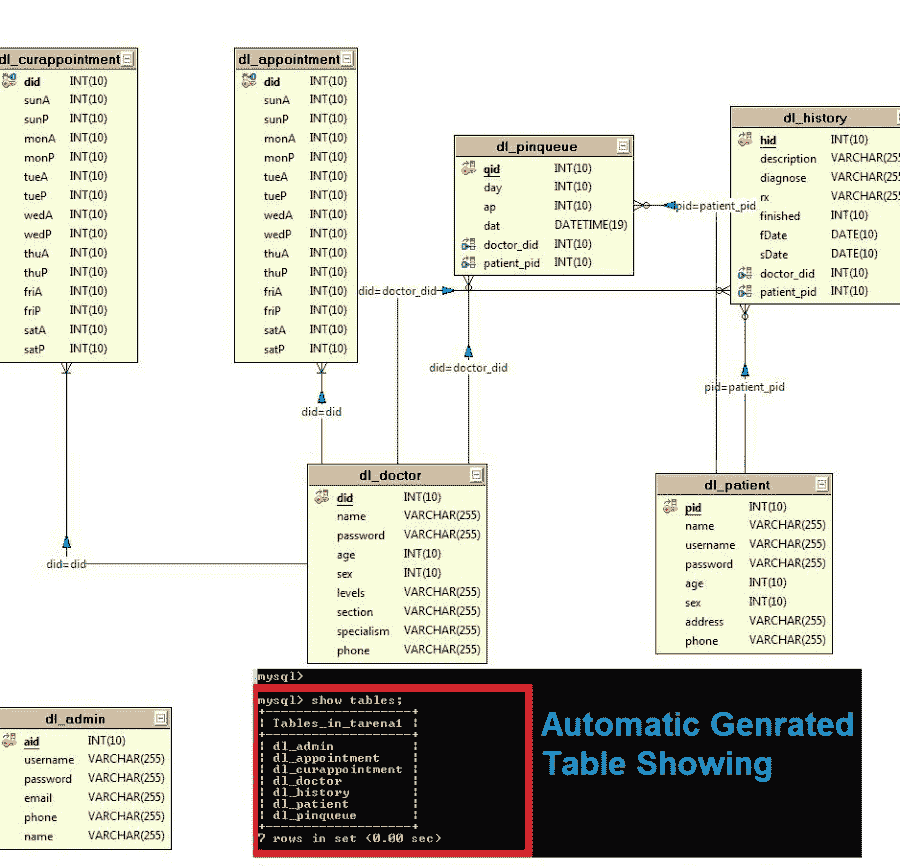 dl_curappointment
did INT(10)
sunA INT(10)
sunP INT(10)
monA INT(10)
monP INT(10)
tueA INT(10)
tueP INT(10)
wedA INT(10)
wedP INT(10)
thuA INT(10)
thuP INT(10)
friA INT(10)
friP INT(10)
satA INT(10)
satP INT(10)
dl_appointment
did INT(10)
sunA INT(10)
sunP INT(10)
monA INT(10)
monP INT(10)
tueA INT(10)
tueP INT(10)
wedA INT(10)
wedP INT(10)
thuA INT(10)
thuP INT(10)
friA INT(10)
friP INT(10)
satA INT(10)
satP INT(10)
dl_pinqueue
qid INT(10)
day INT(10)
ap INT(10)
dat DATETIME(19)
doctor_did INT(10)
patient_pid INT(10)
dl_history
hid INT(10)
description VARCHAR(255
diagnose VARCHAR(255
rx VARCHAR(255
finished INT(10)
fDate DATE(10)
sDate DATE(10)
doctor_did INT(10)
patient_pid INT(10)
pid=patient_pid
did=doctor_did
did=doctor_did
pid=patient_pid
did=did
did=did
dl_doctor
did INT(10)
name VARCHAR(255)
password VARCHAR(255)
age INT(10)
sex INT(10)
levels VARCHAR(255)
section VARCHAR(255)
specialism VARCHAR(255)
phone VARCHAR(255)
dl_patient
pid INT(10)
name VARCHAR(255)
username VARCHAR(255)
password VARCHAR(255)
age INT(10)
sex INT(10)
address VARCHAR(255)
phone VARCHAR(255)
dl_admin
aid INT(10)
username VARCHAR(255)
password VARCHAR(255)
email VARCHAR(255)
phone VARCHAR(255)
name VARCHAR(255)
mysql>
mysql> show tables;
+--------------------+
| Tables_in_tarena1 |
+--------------------+
| dl_admin |
| dl_appointment |
| dl_curappointment |
| dl_doctor |
| dl_history |
| dl_patient |
| dl_pinqueue |
+--------------------+
7 rows in set (0.00 sec)
Automatic Genrated
Table Showing